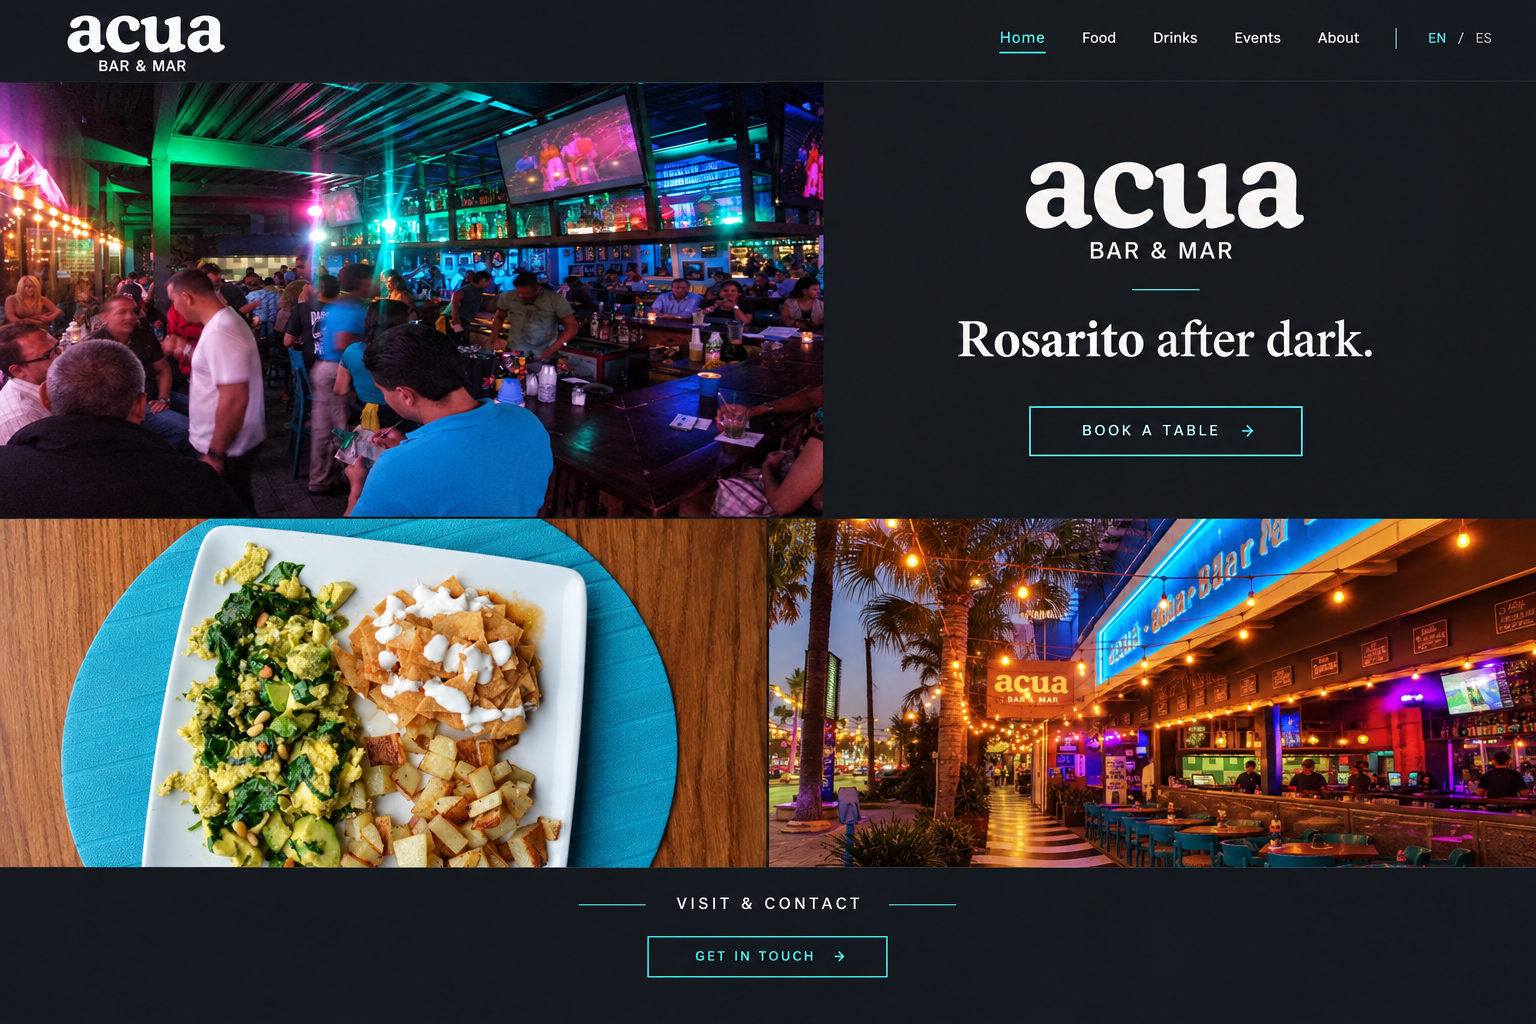 acua
BAR & MAR
Home Food Drinks Events About EN / ES
acua
BAR & MAR
Rosarito after dark.
BOOK A TABLE →
acua
BAR & MAR
VISIT & CONTACT
GET IN TOUCH →